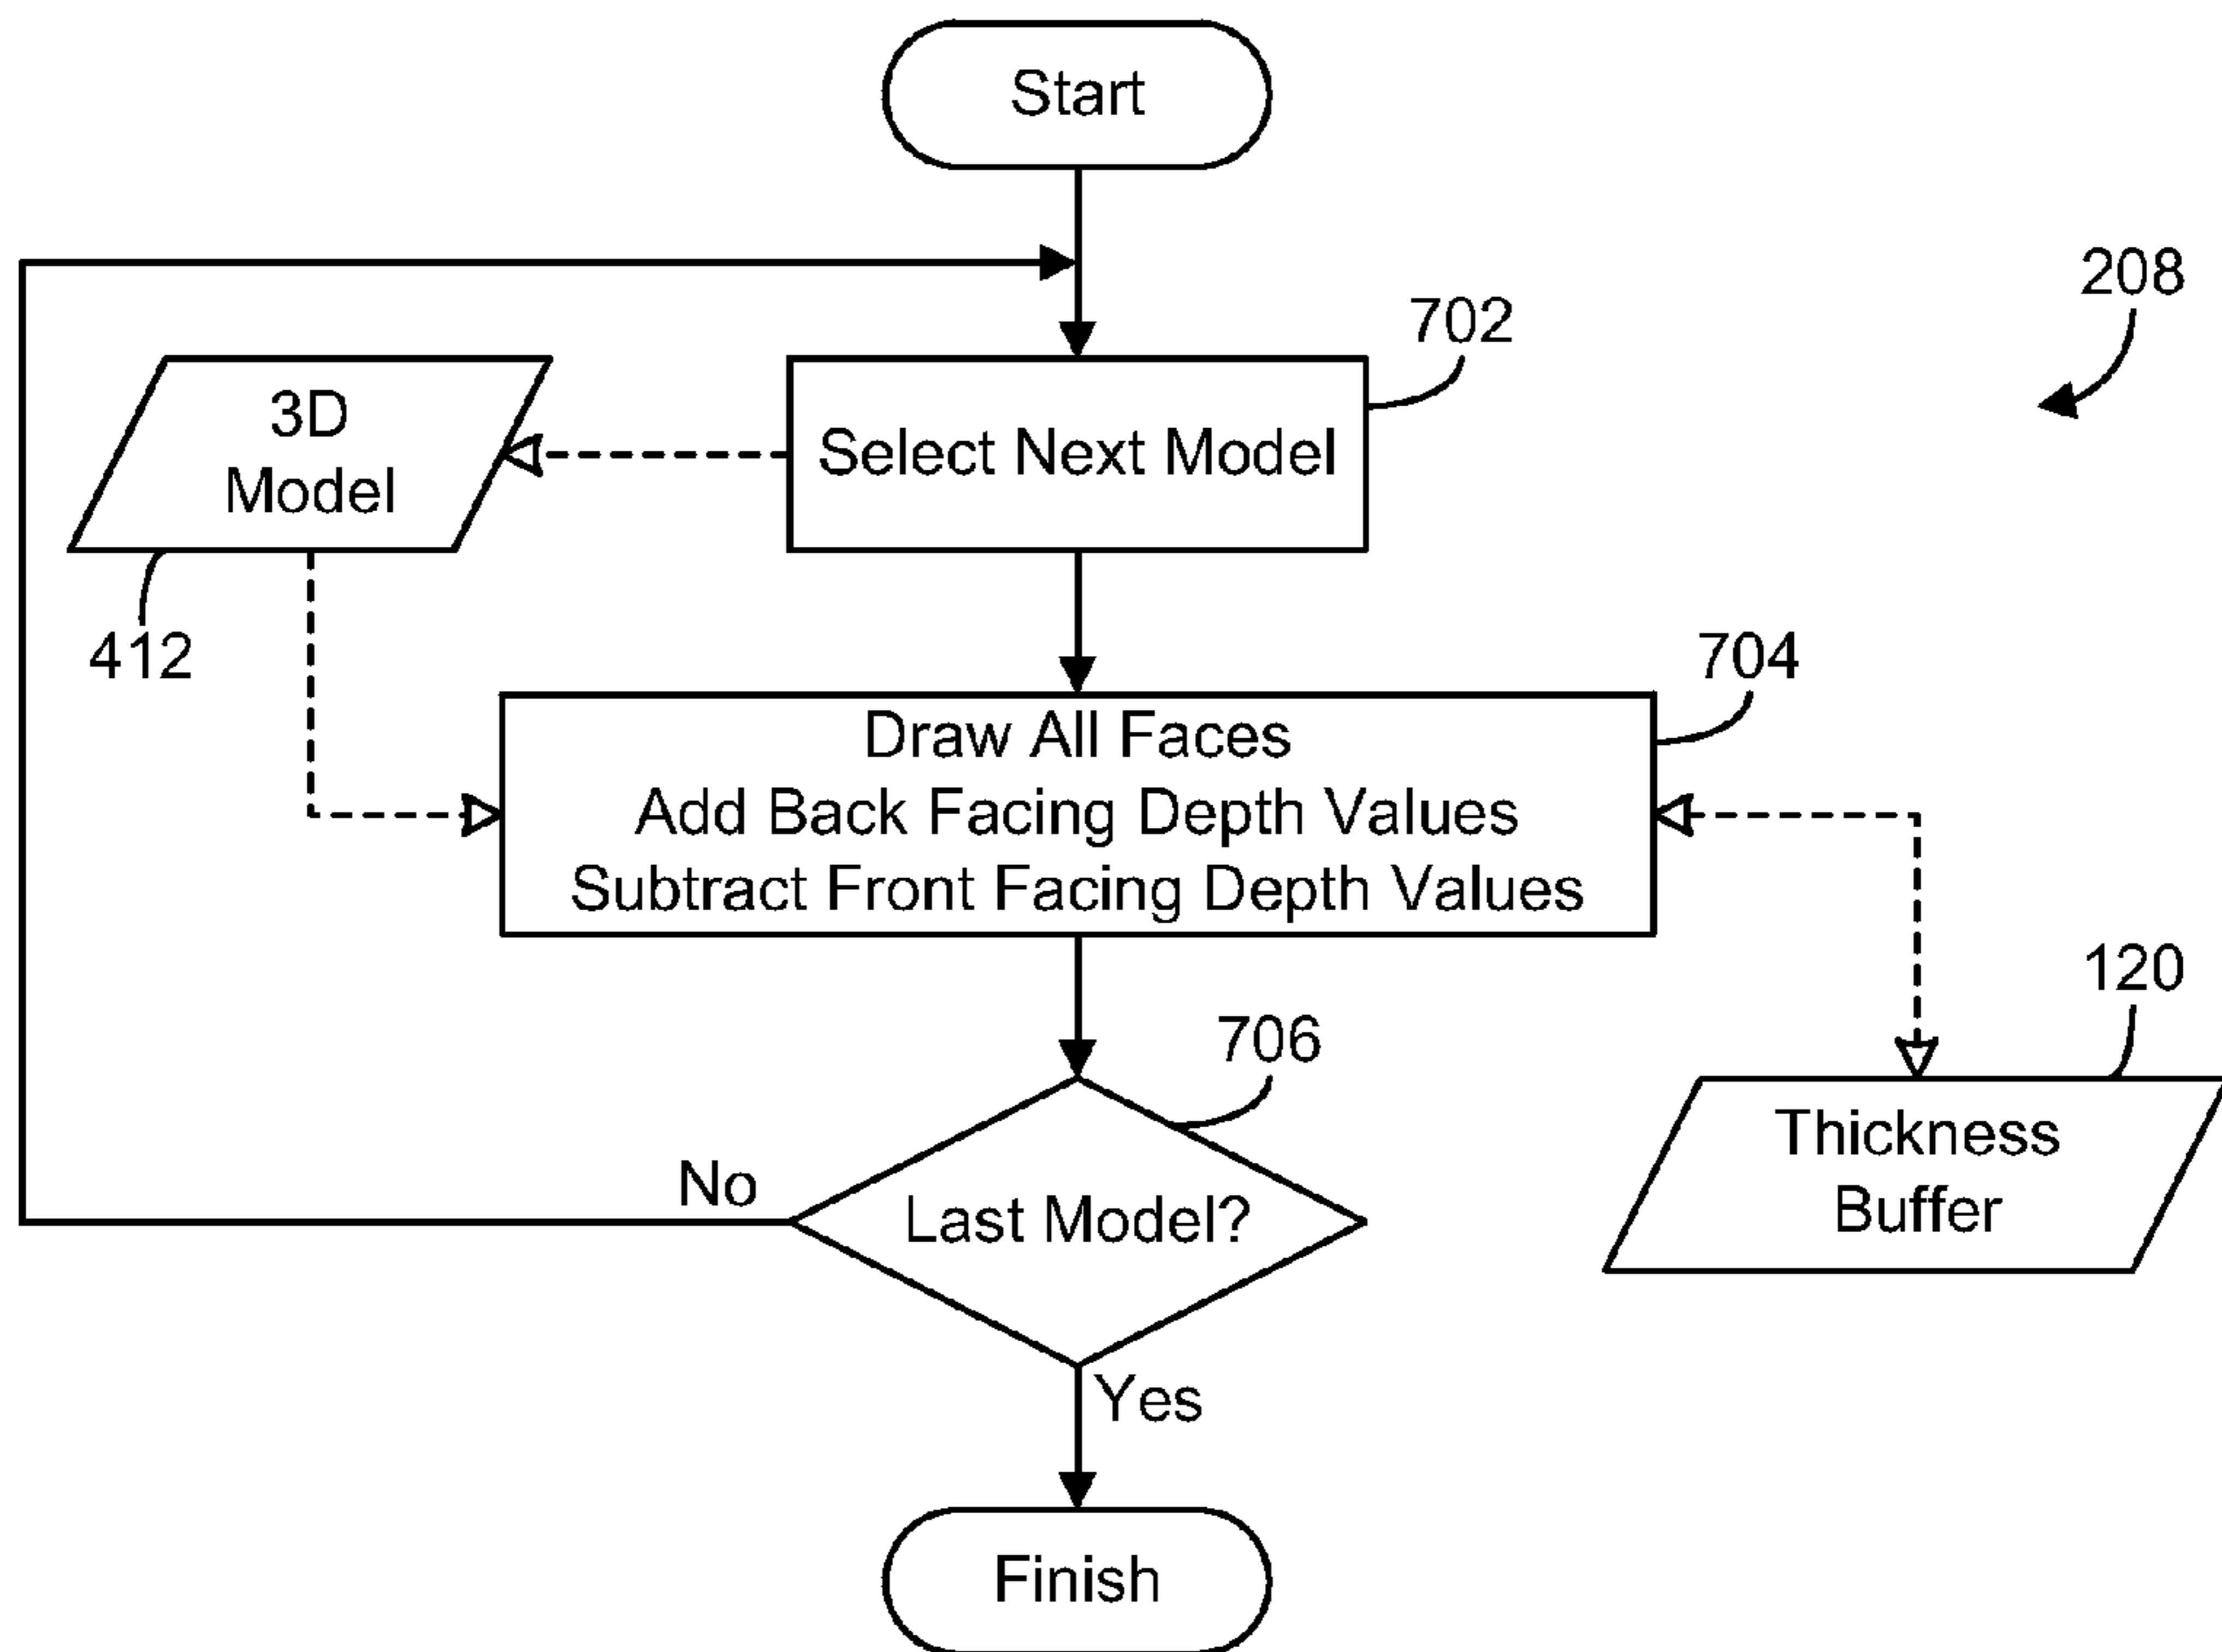 Start
208
702
3D
Model
Select Next Model
412
704
Draw All Faces
Add Back Facing Depth Values
Subtract Front Facing Depth Values
120
706
Thickness
Buffer
No
Last Model?
Yes
Finish